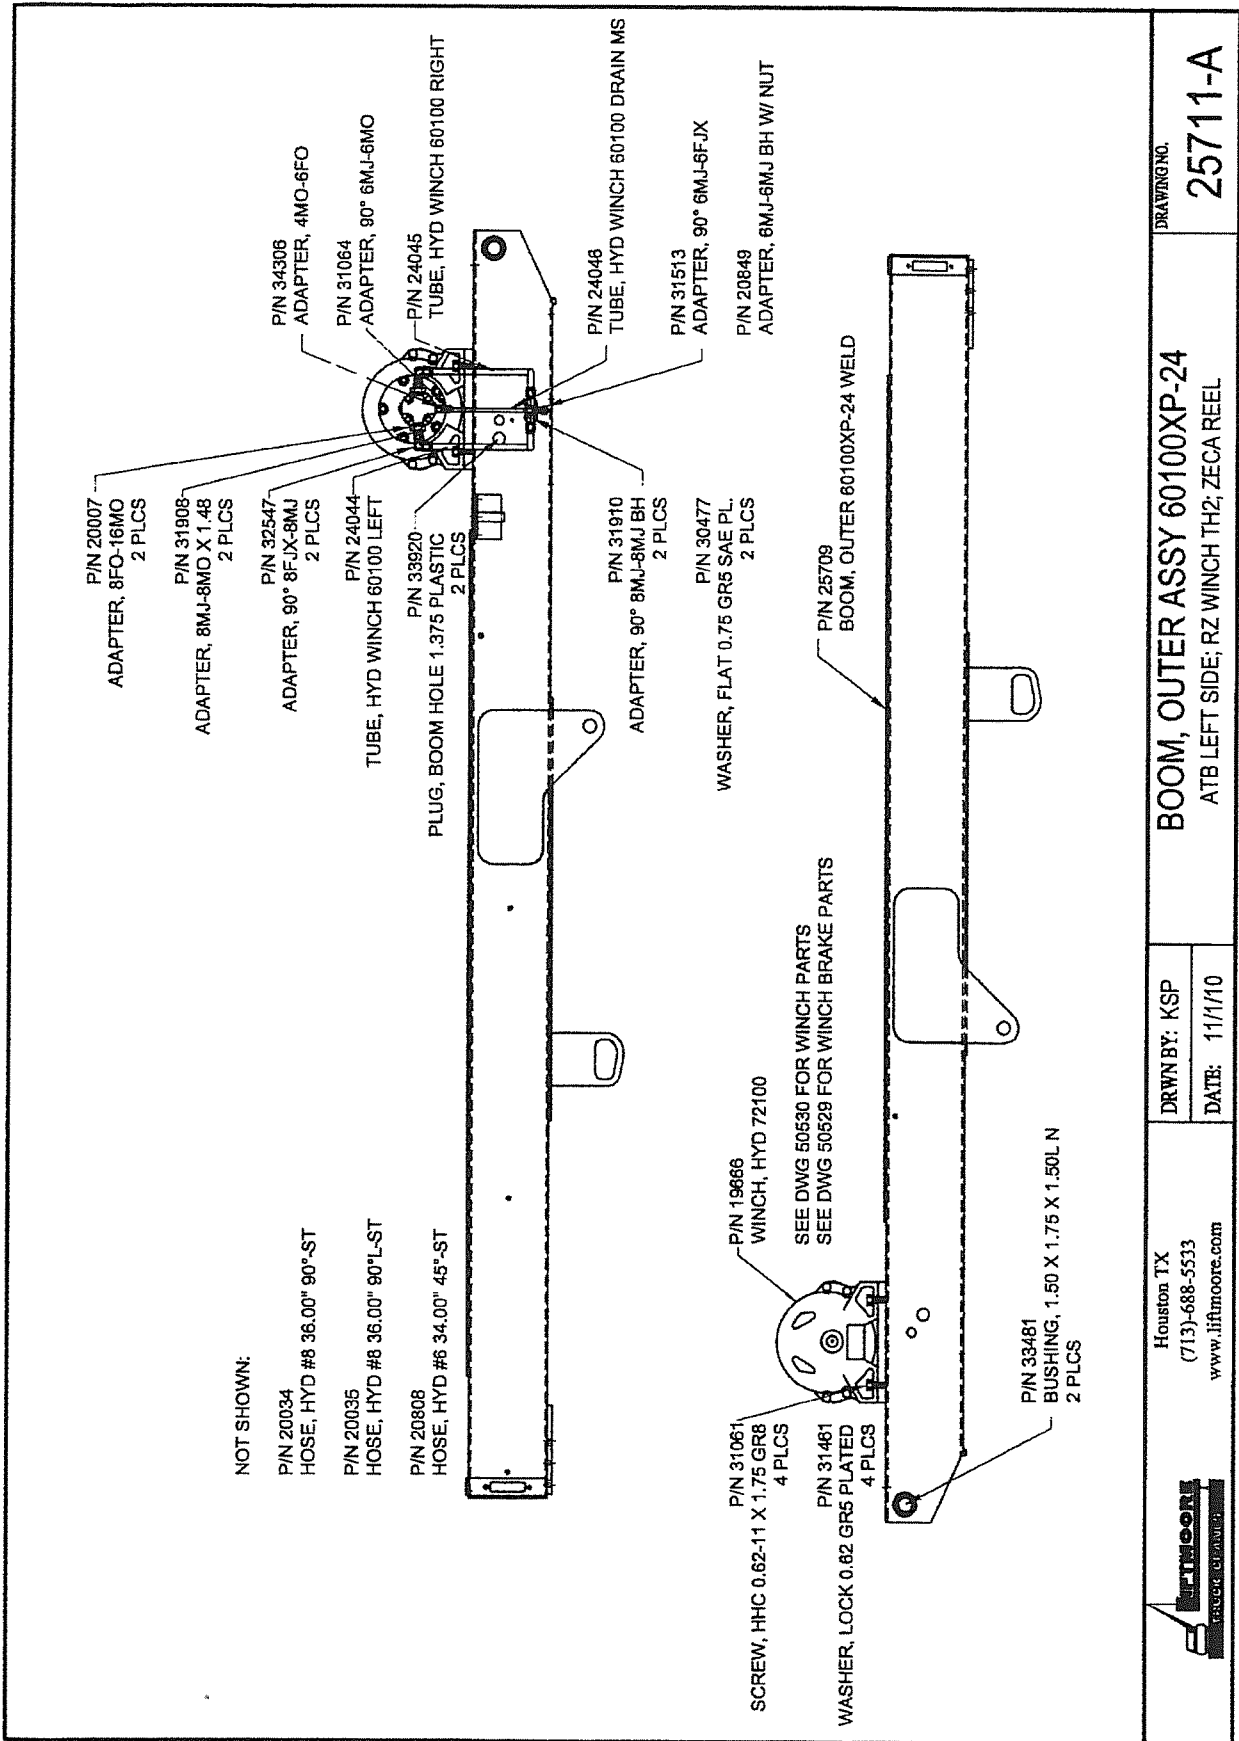 NOT SHOWN:
P/N 20034
HOSE, HYD #8 36.00" 90°-ST
P/N 20035
HOSE, HYD #8 36.00" 90°L-ST
P/N 20808
HOSE, HYD #6 34.00" 45°-ST
P/N 20007
ADAPTER, 8FO-16MO
2 PLCS
P/N 31908
ADAPTER, 8MJ-8MO X 1.48
2 PLCS
P/N 32547
ADAPTER, 90° 8FJX-8MJ
2 PLCS
P/N 24044
TUBE, HYD WINCH 60100 LEFT
P/N 33920
PLUG, BOOM HOLE 1.375 PLASTIC
2 PLCS
P/N 34306
ADAPTER, 4MO-6FO
P/N 31064
ADAPTER, 90° 6MJ-6MO
P/N 24045
TUBE, HYD WINCH 60100 RIGHT
P/N 24046
TUBE, HYD WINCH 60100 DRAIN MS
P/N 31513
ADAPTER, 90° 6MJ-6FJX
P/N 20849
ADAPTER, 6MJ-6MJ BH W/ NUT
P/N 31910
ADAPTER, 90° 8MJ-8MJ BH
2 PLCS
P/N 30477
WASHER, FLAT 0.75 GR5 SAE PL.
2 PLCS
P/N 31061
SCREW, HHC 0.62-11 X 1.75 GR8
4 PLCS
P/N 31461
WASHER, LOCK 0.62 GR5 PLATED
4 PLCS
P/N 19666
WINCH, HYD 72100
SEE DWG 50530 FOR WINCH PARTS
SEE DWG 50529 FOR WINCH BRAKE PARTS
P/N 25709
BOOM, OUTER 60100XP-24 WELD
P/N 33481
BUSHING, 1.50 X 1.75 X 1.50L N
2 PLCS
LIFTMOORE
TRUCK CRANES
Houston TX
(713)-688-5533
www.liftmoore.com
DRWN BY: KSP
DATE: 11/1/10
BOOM, OUTER ASSY 60100XP-24
ATB LEFT SIDE; RZ WINCH TH2; ZECA REEL
DRAWING NO.
25711-A